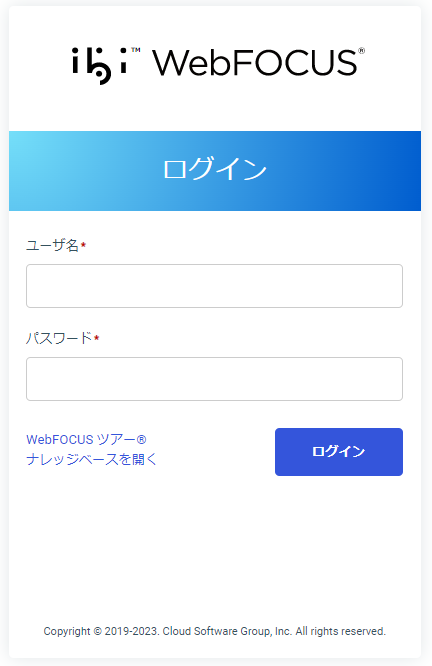 ibi™ WebFOCUS®
ログイン
ユーザ名*
パスワード*
WebFOCUS ツアー®
ナレッジベースを開く
ログイン
Copyright © 2019-2023. Cloud Software Group, Inc. All rights reserved.